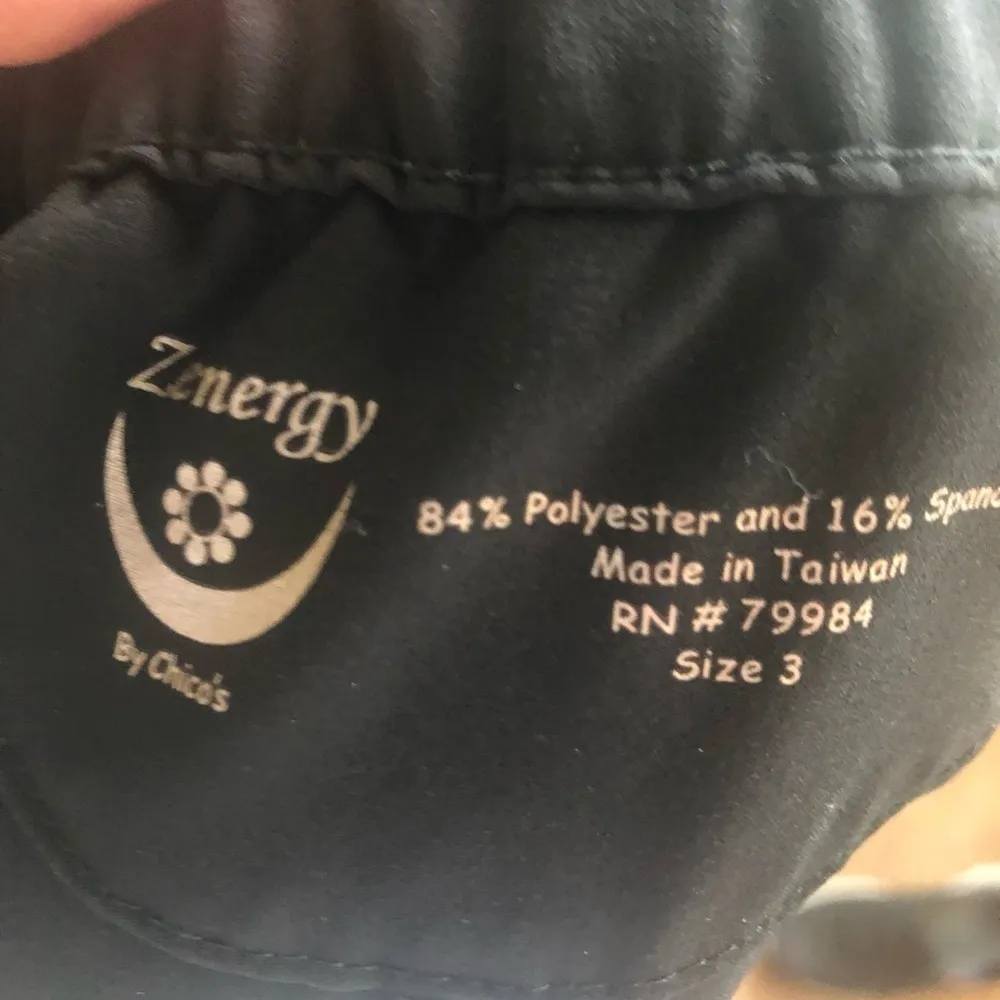 Zenergy
By Chico's
84% Polyester and 16%
Made in Taiwan
RN # 79984
Size 3